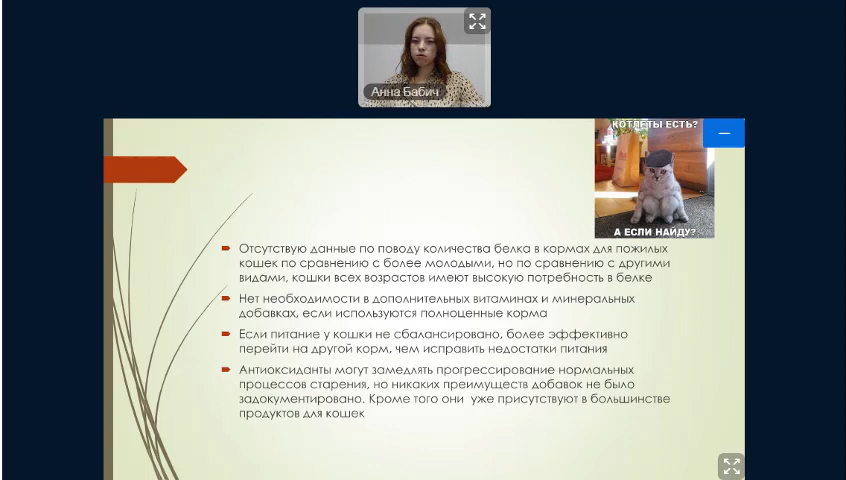 Анна Бабич
КОТЛЕТЫ ЕСТЬ?
А ЕСЛИ НАЙДУ?
Отсутствую данные по поводу количества белка в кормах для пожилых
кошек по сравнению с более молодыми, но по сравнению с другими
видами, кошки всех возрастов имеют высокую потребность в белке
Нет необходимости в дополнительных витаминах и минеральных
добавках, если используются полноценные корма
Если питание у кошки не сбалансировано, более эффективно
перейти на другой корм, чем исправить недостатки питания
Антиоксиданты могут замедлять прогрессирование нормальных
процессов старения, но никаких преимуществ добавок не было
задокументировано. Кроме того они уже присутствуют в большинстве
продуктов для кошек